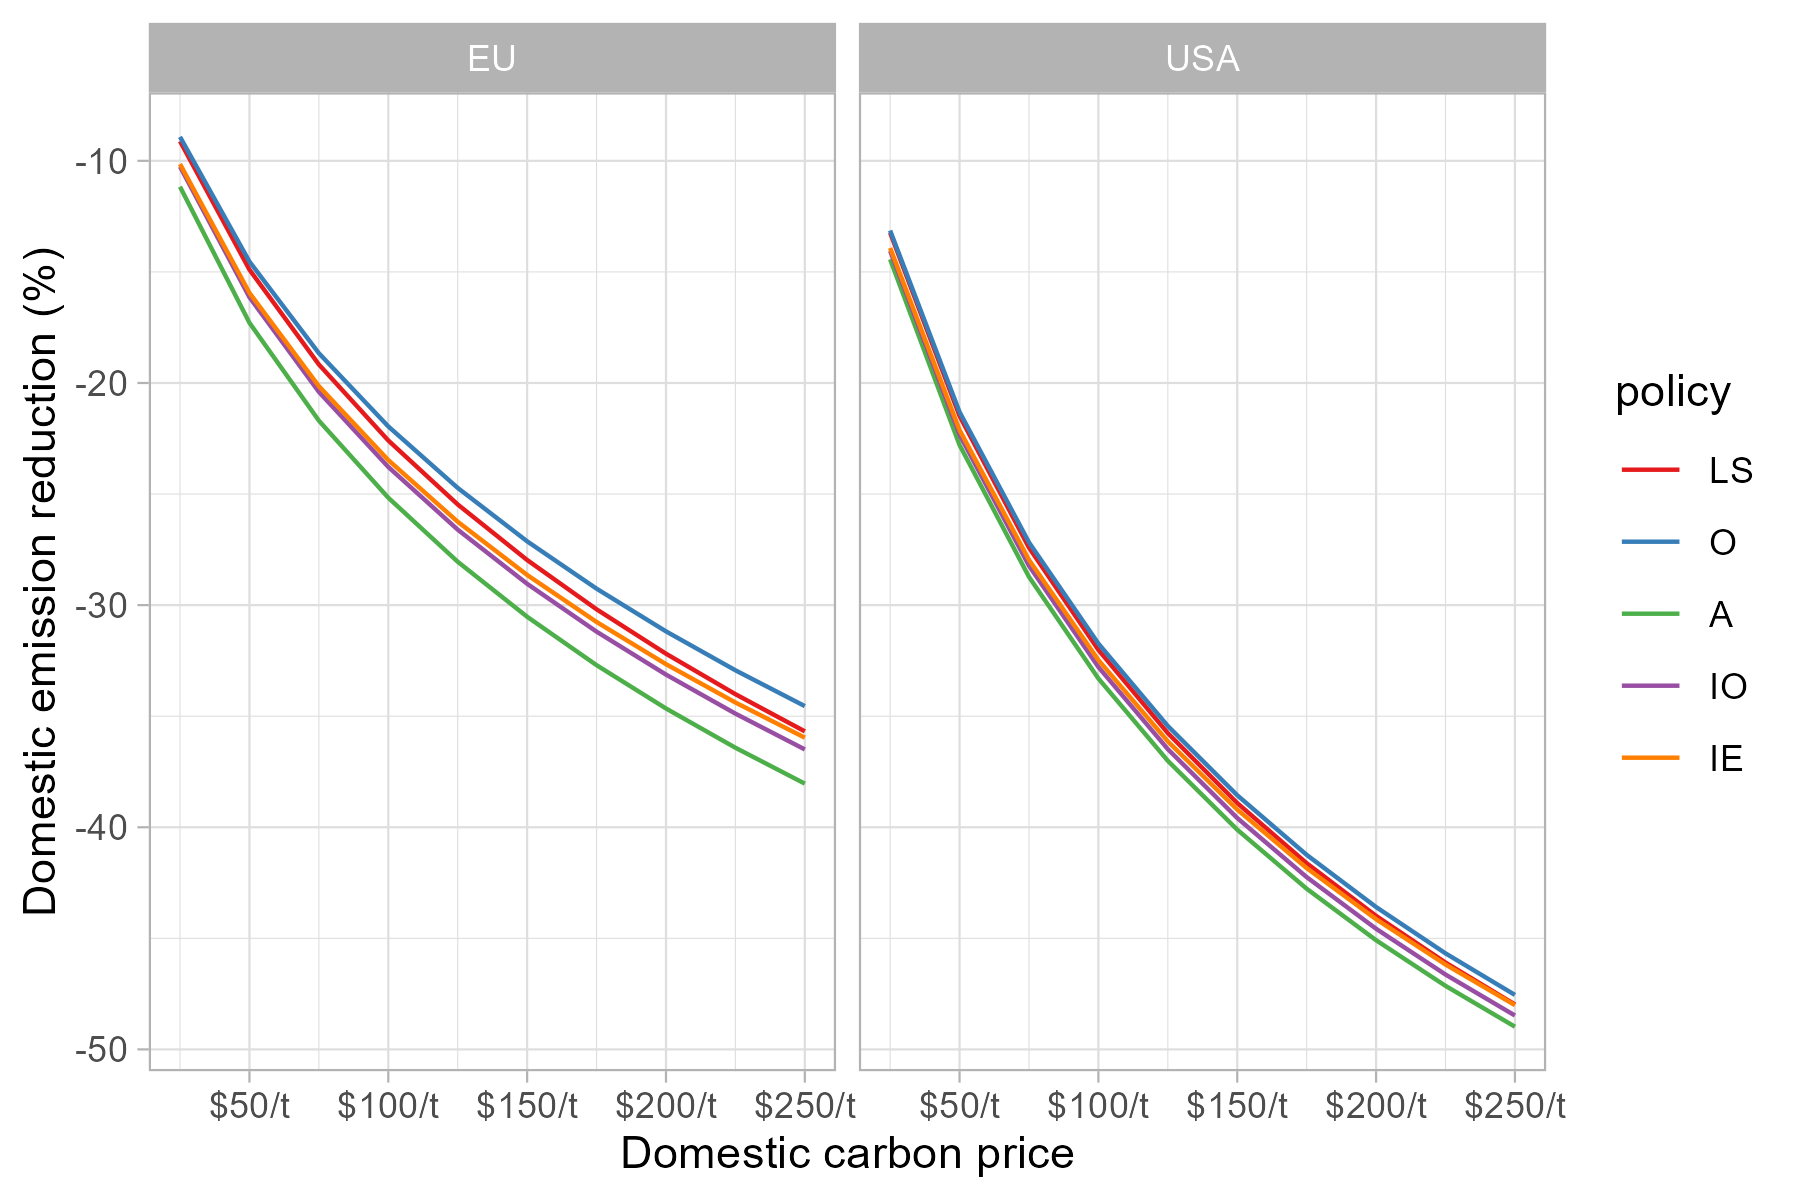 EU
USA
Domestic emission reduction (%)
-10
-20
-30
-40
-50
$50/t $100/t $150/t $200/t $250/t
$50/t $100/t $150/t $200/t $250/t
Domestic carbon price
policy
LS
O
A
IO
IE